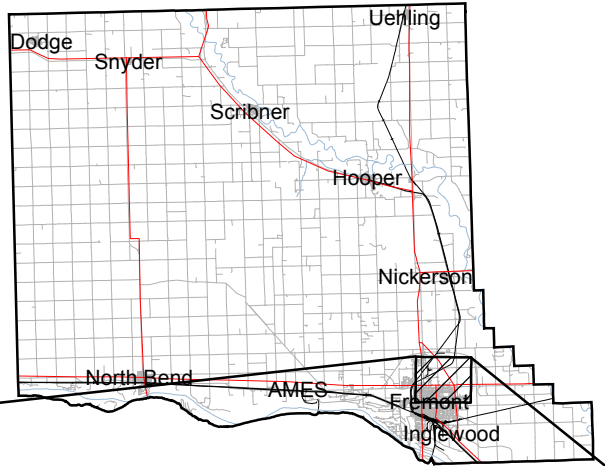 Uehling
Dodge
Snyder
Scribner
Hooper
Nickerson
North Bend
AMES
Fremont
Inglewood